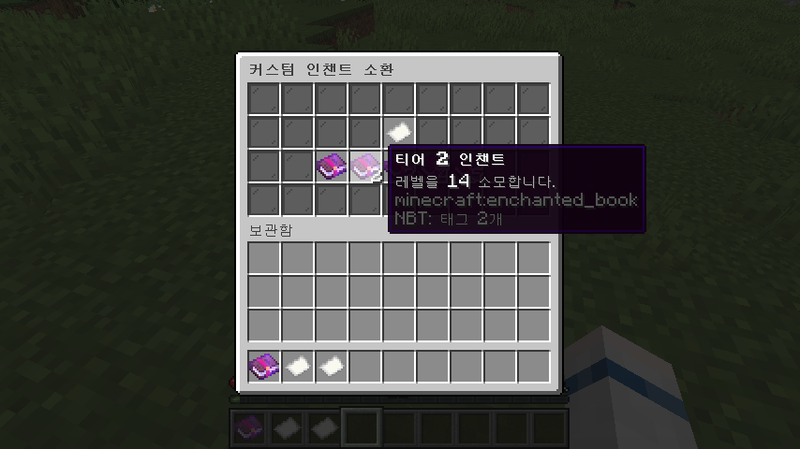 커스텀 인챈트 소환
2
티어 2 인챈트
레벨을 14 소모합니다.
minecraft:enchanted_book
NBT: 태그 2개
보관함